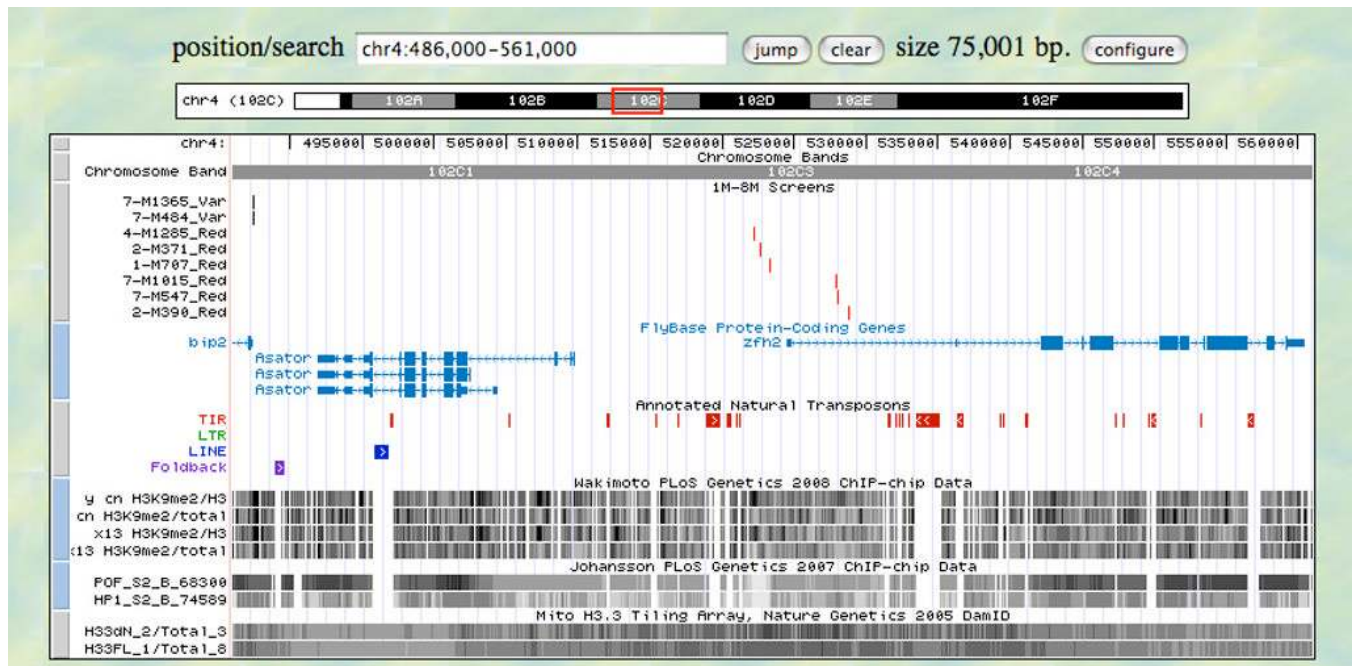 position/search chr4:486,000-561,000 jump clear size 75,001 bp. configure
chr4 (102C) 102A 102B 102C 102D 102E 102F
chr4: | 495000| 500000| 505000| 510000| 515000| 520000| 525000| 530000| 535000| 540000| 545000| 550000| 555000| 560000|
Chromosome Bands
Chromosome Band 102C1 102C3 102C4
1M-8M Screens
7-M1365_Var
7-M484_Var
4-M1285_Red
2-M371_Red
1-M707_Red
7-M1015_Red
7-M547_Red
2-M390_Red
FlyBase Protein-Coding Genes
bip2 zfh2
Asator
Asator
Asator
Annotated Natural Transposons
TIR
LTR
LINE
Foldback
Wakimoto PLoS Genetics 2008 ChIP-chip Data
y cn H3K9me2/H3
cn H3K9me2/total
x13 H3K9me2/H3
x13 H3K9me2/total
Johansson PLoS Genetics 2007 ChIP-chip Data
POF_S2_B_68300
HP1_S2_B_74589
Mito H3.3 Tiling Array, Nature Genetics 2005 DamID
H33dN_2/Total_3
H33FL_1/Total_8